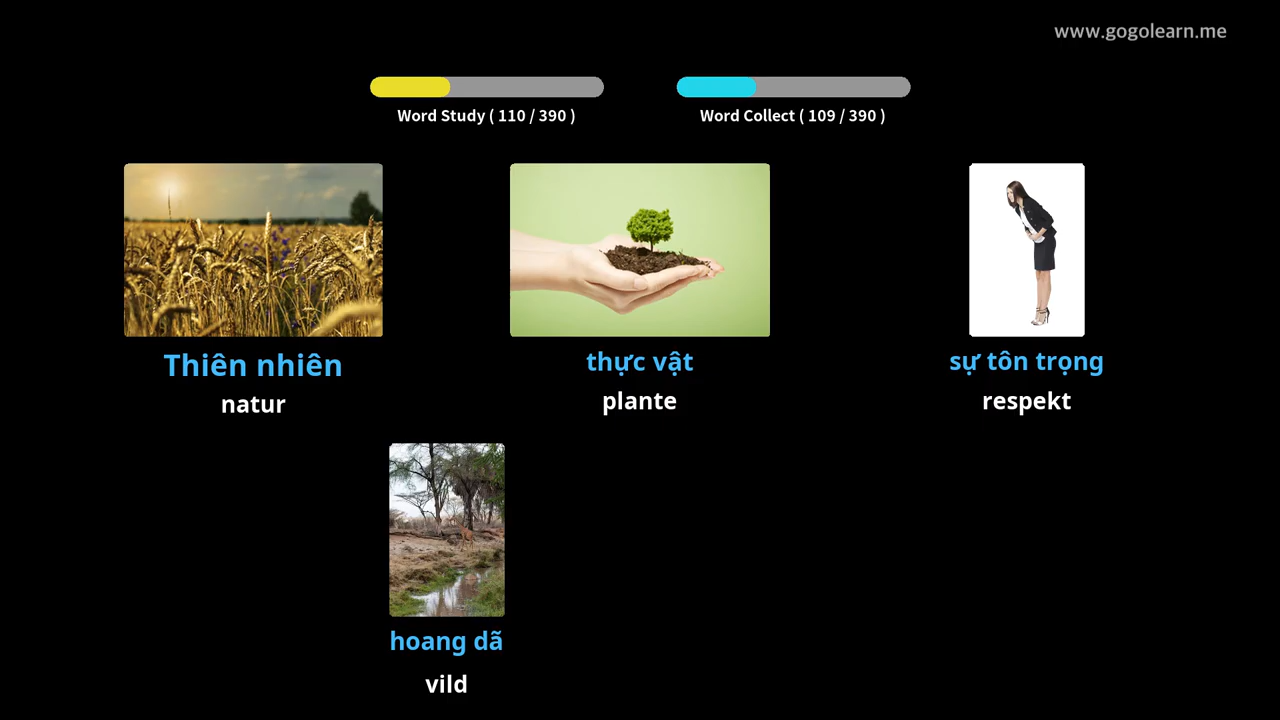 www.gogolearn.me
Word Study ( 110 / 390 )
Word Collect ( 109 / 390 )
Thiên nhiên
natur
thực vật
plante
sự tôn trọng
respekt
hoang dã
vild